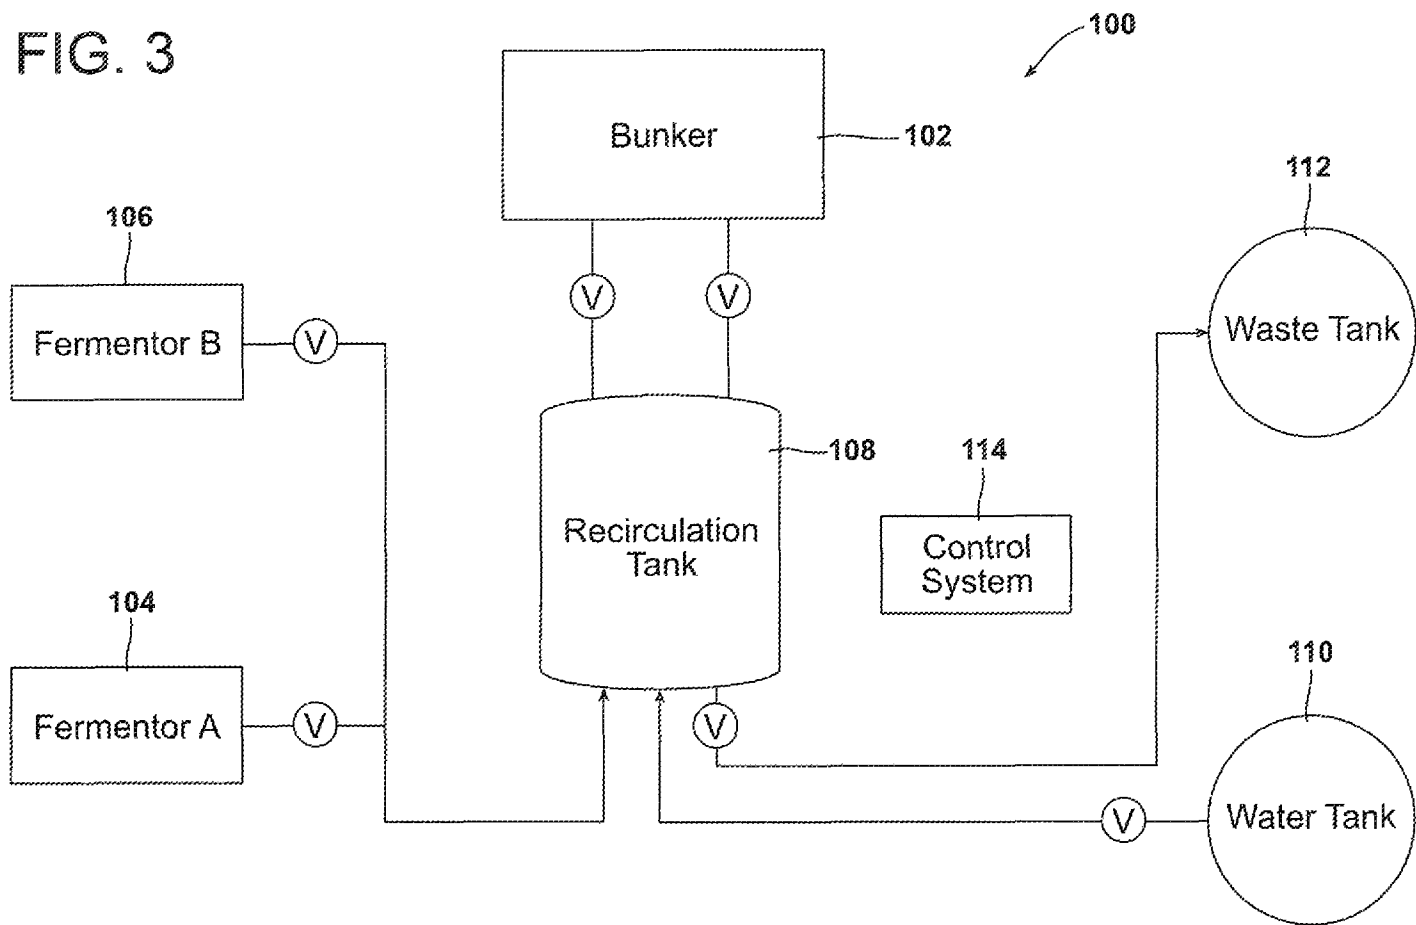 FIG. 3
100
Bunker
102
112
106
V
V
Fermentor B
V
Waste Tank
108
114
Recirculation
Tank
Control
System
104
110
Fermentor A
V
V
V
Water Tank